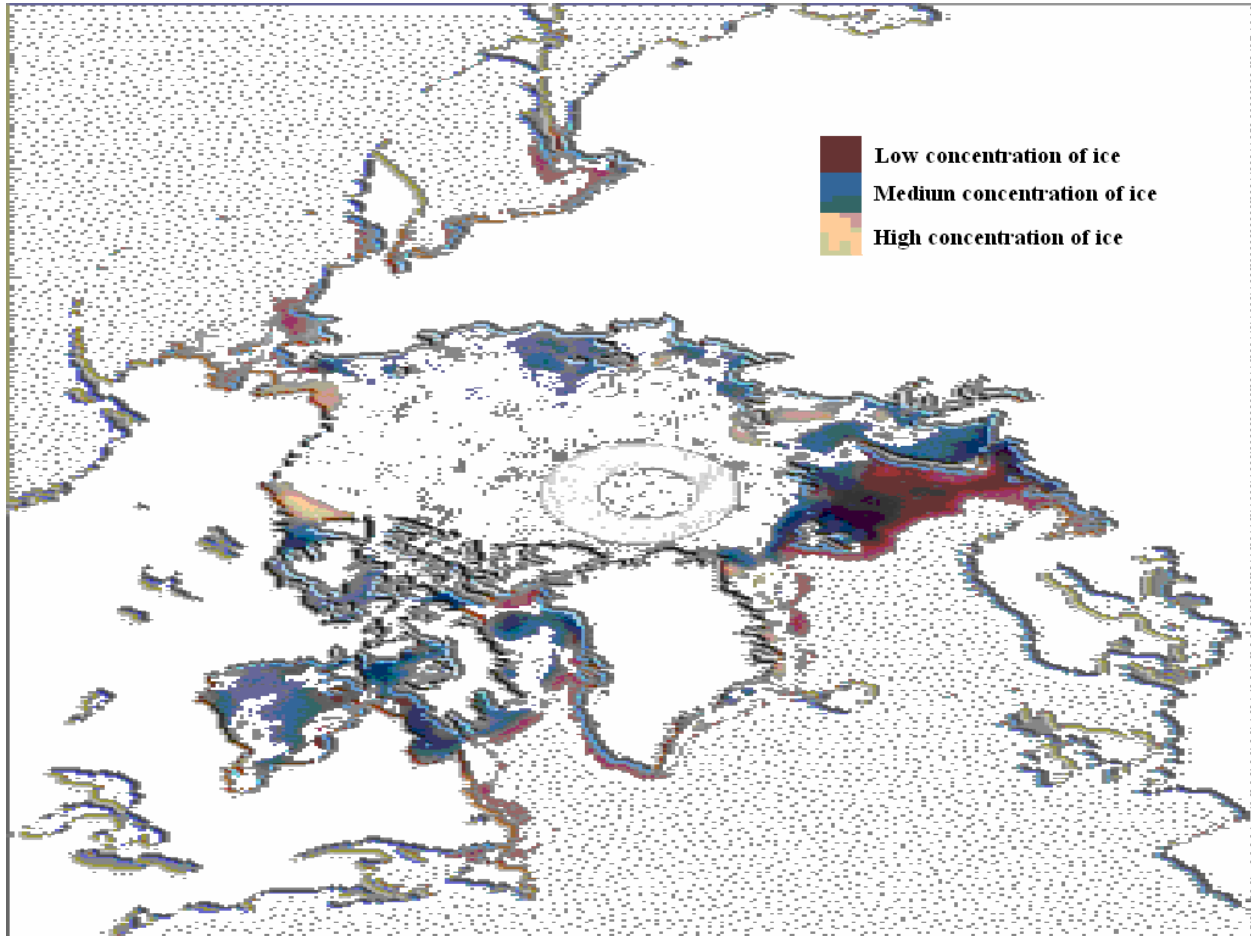 Low concentration of ice
Medium concentration of ice
High concentration of ice